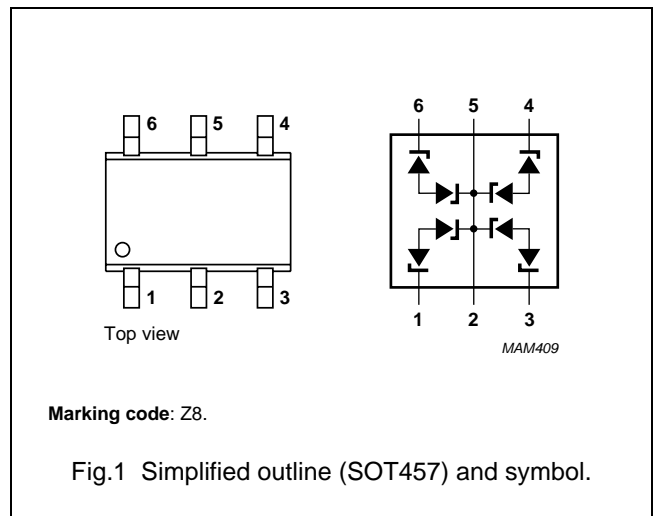 6 5 4
1 2 3
Top view
6 5 4
1 2 3
MAM409
Marking code: Z8.
Fig.1 Simplified outline (SOT457) and symbol.